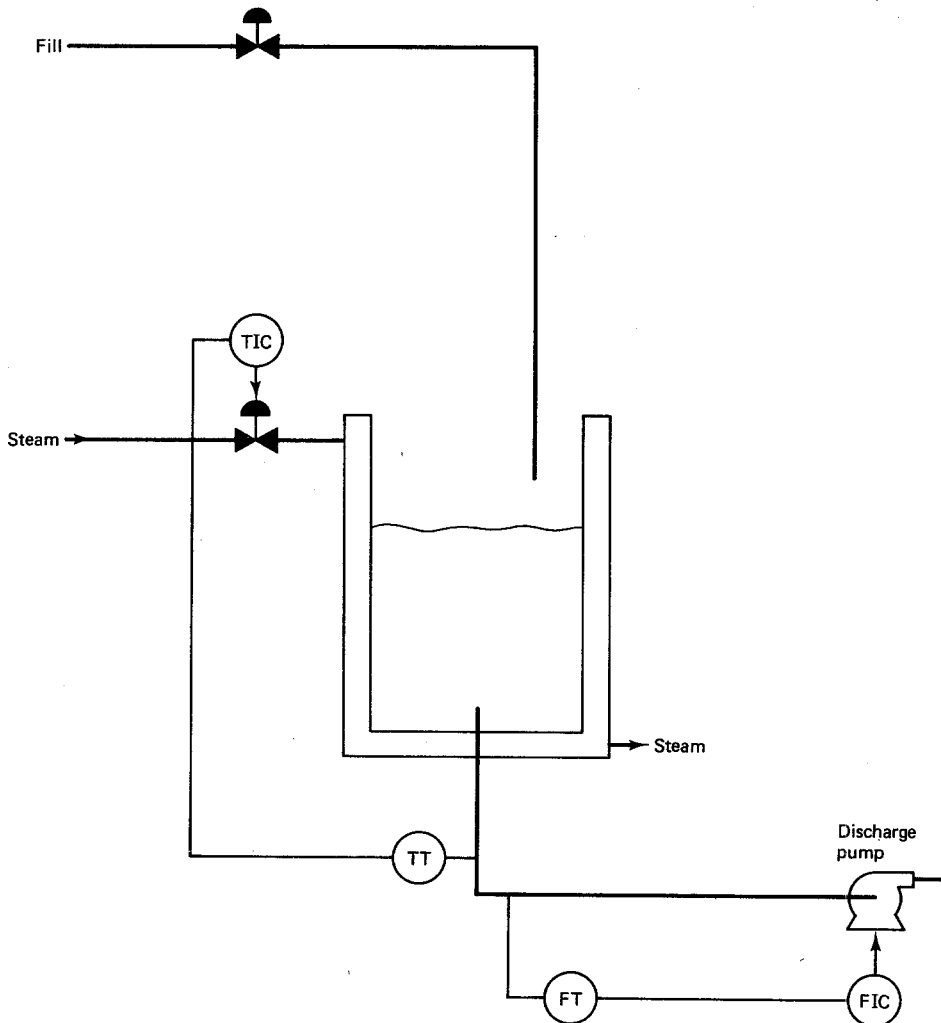 Fill
TIC
Steam
Steam
TT
Discharge
pump
FT
FIC